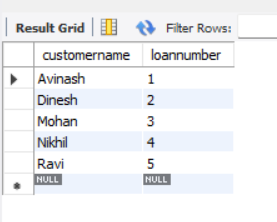 Result Grid Filter Rows:
customername loannumber
Avinash 1
Dinesh 2
Mohan 3
Nikhil 4
Ravi 5
NULL NULL